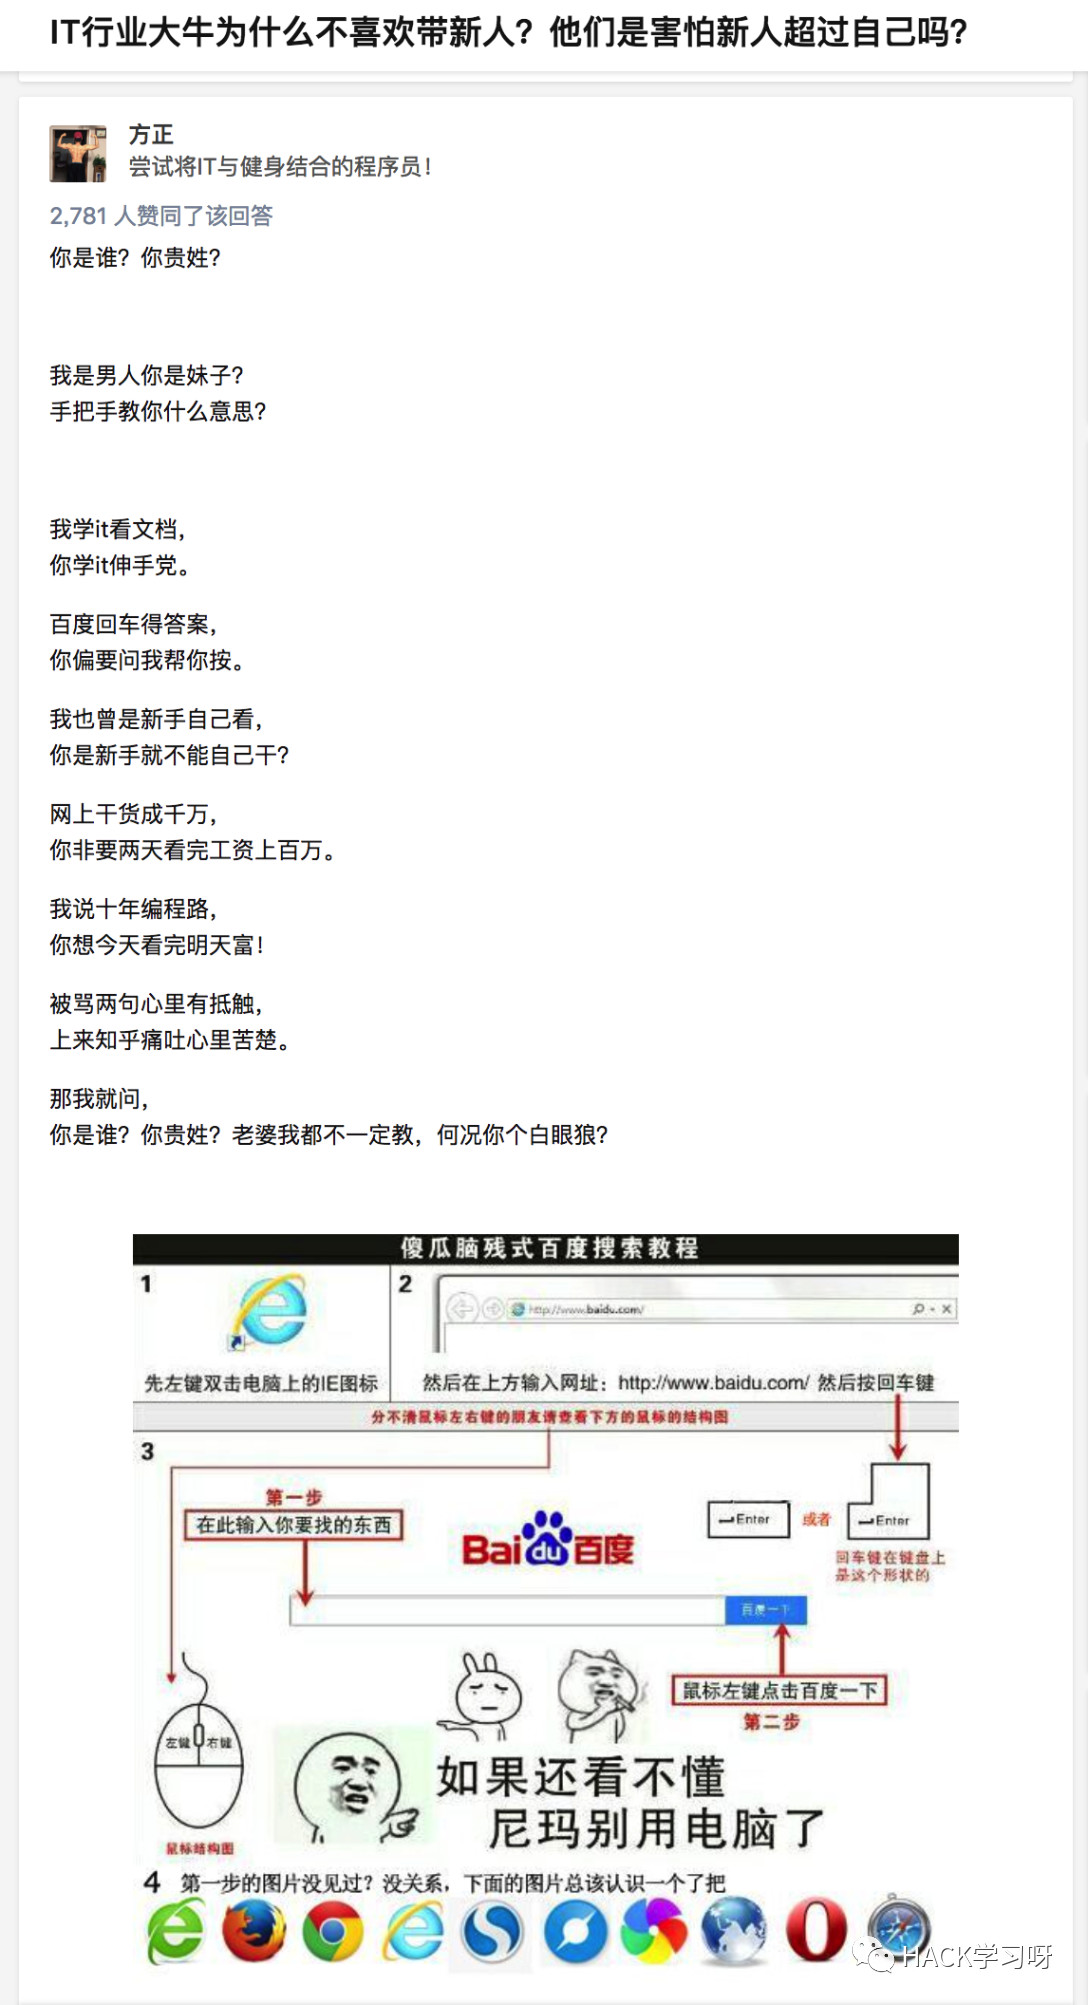 IT行业大牛为什么不喜欢带新人？他们是害怕新人超过自己吗？
方正
尝试将IT与健身结合的程序员！
2,781 人赞同了该回答
你是谁？你贵姓？
我是男人你是妹子？
手把手教你什么意思？
我学it看文档，
你学it伸手党。
百度回车得答案，
你偏要问我帮你按。
我也曾是新手自己看，
你是新手就不能自己干？
网上干货成千万，
你非要两天看完工资上百万。
我说十年编程路，
你想今天看完明天富！
被骂两句心里有抵触，
上来知乎痛吐心里苦楚。
那我就问，
你是谁？你贵姓？老婆我都不一定教，何况你个白眼狼？
傻瓜脑残式百度搜索教程
1
2
http://www.baidu.com/
先左键双击电脑上的IE图标
然后在上方输入网址：http://www.baidu.com/ 然后按回车键
分不清鼠标左右键的朋友请查看下方的鼠标的结构图
3
第一步
在此输入你要找的东西
Bai du 百度
Enter 或者 Enter
回车键在键盘上
是这个形状的
百度一下
鼠标左键点击百度一下
第二步
左键 右键
鼠标结构图
如果还看不懂
尼玛别用电脑了
4 第一步的图片没见过？没关系，下面的图片总该认识一个了把
HACK学习呀